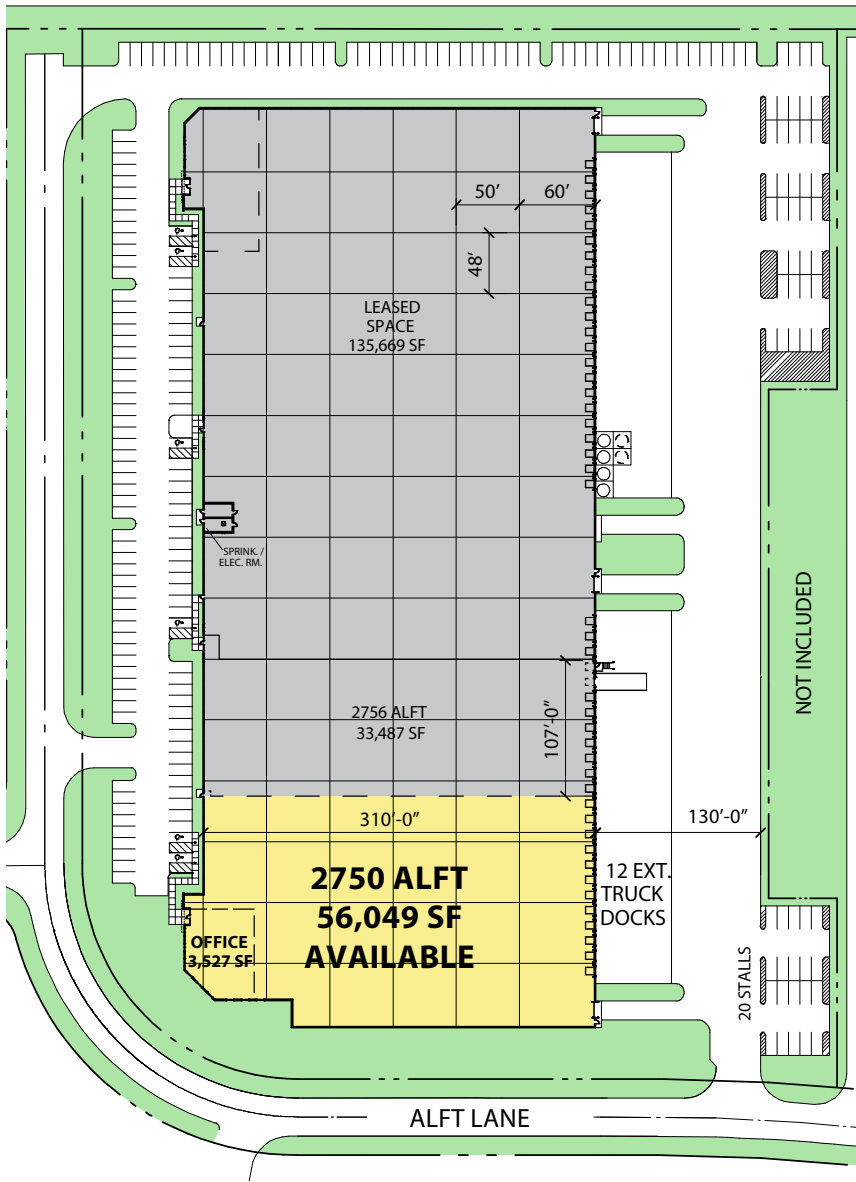 50’ 60’
48’
LEASED
SPACE
135,669 SF
SPRINK. /
ELEC. RM.
NOT INCLUDED
2756 ALFT
33,487 SF
107’-0”
310’-0”
130’-0”
2750 ALFT
56,049 SF
AVAILABLE
12 EXT.
TRUCK
DOCKS
OFFICE
3,527 SF
20 STALLS
ALFT LANE